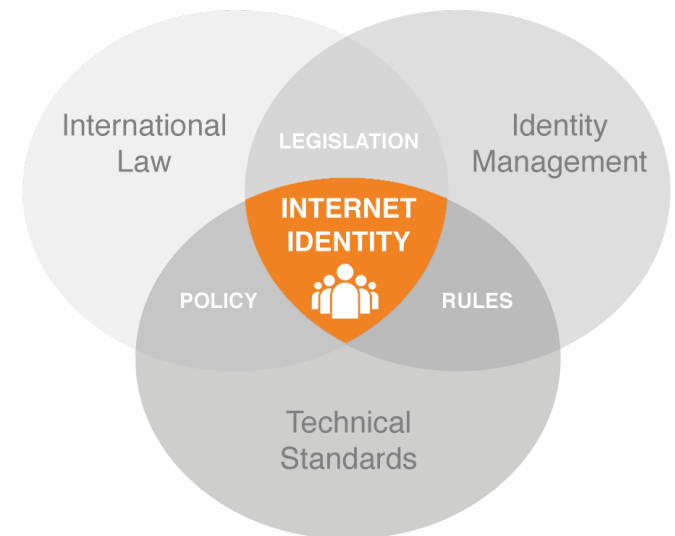 International
Law
Identity
Management
LEGISLATION
INTERNET
IDENTITY
POLICY
RULES
Technical
Standards